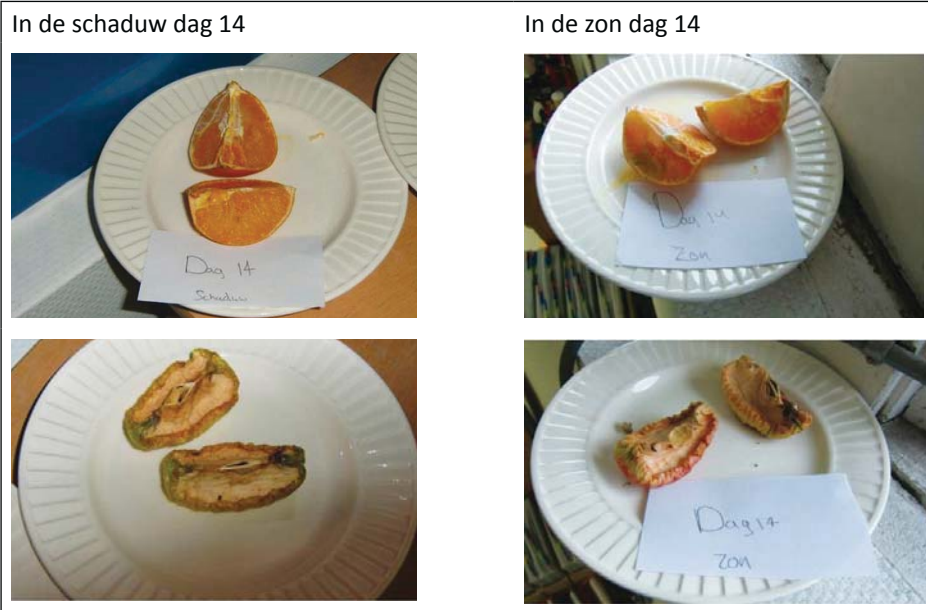 In de schaduw dag 14
In de zon dag 14
Dag 14
Schaduw
Dag 14
Zon
Dag 14
Zon